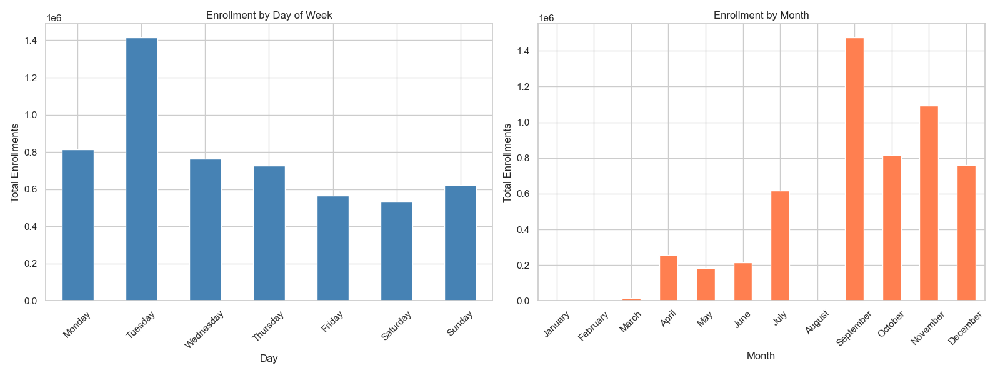 Enrollment by Day of Week
1e6
1.4
1.2
1.0
0.8
0.6
0.4
0.2
0.0
Total Enrollments
Monday
Tuesday
Wednesday
Thursday
Friday
Saturday
Sunday
Day
Enrollment by Month
1e6
1.4
1.2
1.0
0.8
0.6
0.4
0.2
0.0
Total Enrollments
January
February
March
April
May
June
July
August
September
October
November
December
Month